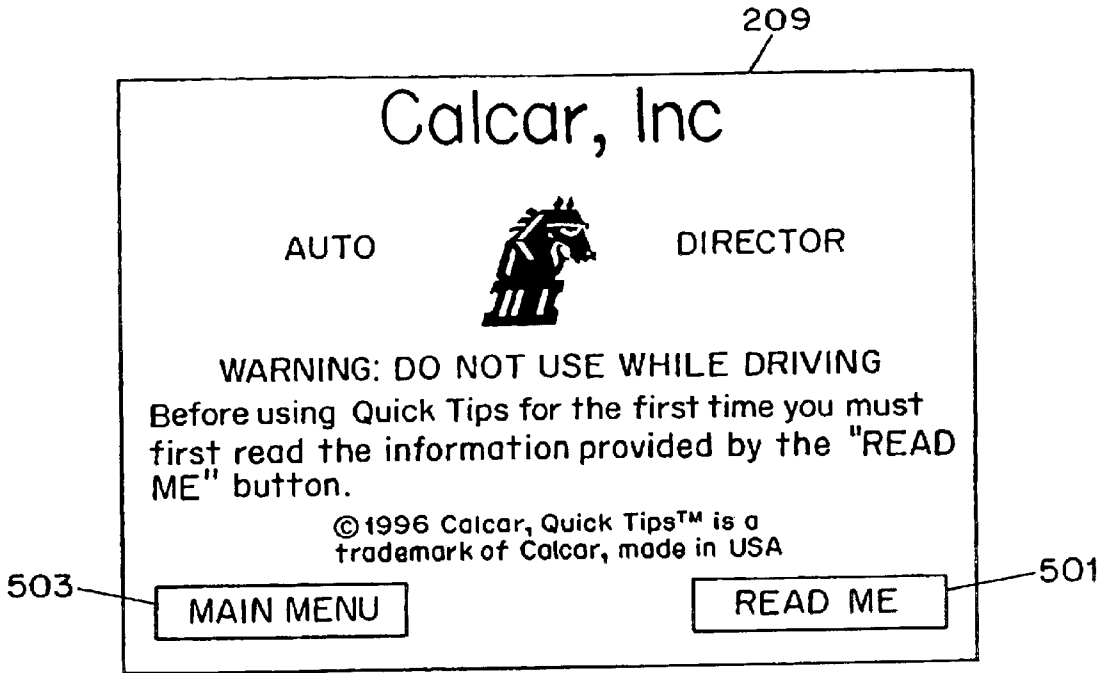 209
Calcar, Inc
AUTO DIRECTOR
WARNING: DO NOT USE WHILE DRIVING
Before using Quick Tips for the first time you must
first read the information provided by the "READ
ME" button.
©1996 Calcar, Quick Tips™ is a
trademark of Calcar, made in USA
503 MAIN MENU READ ME 501